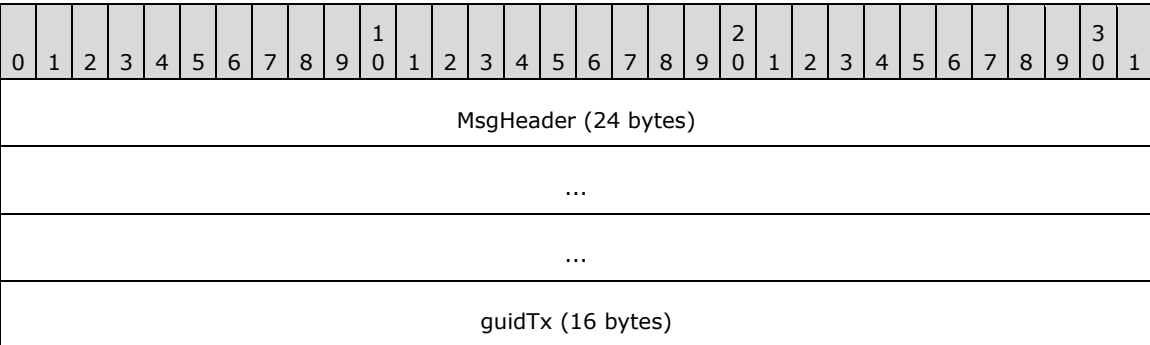 1 2 3
0 1 2 3 4 5 6 7 8 9 0 1 2 3 4 5 6 7 8 9 0 1 2 3 4 5 6 7 8 9 0 1
MsgHeader (24 bytes)
...
...
guidTx (16 bytes)